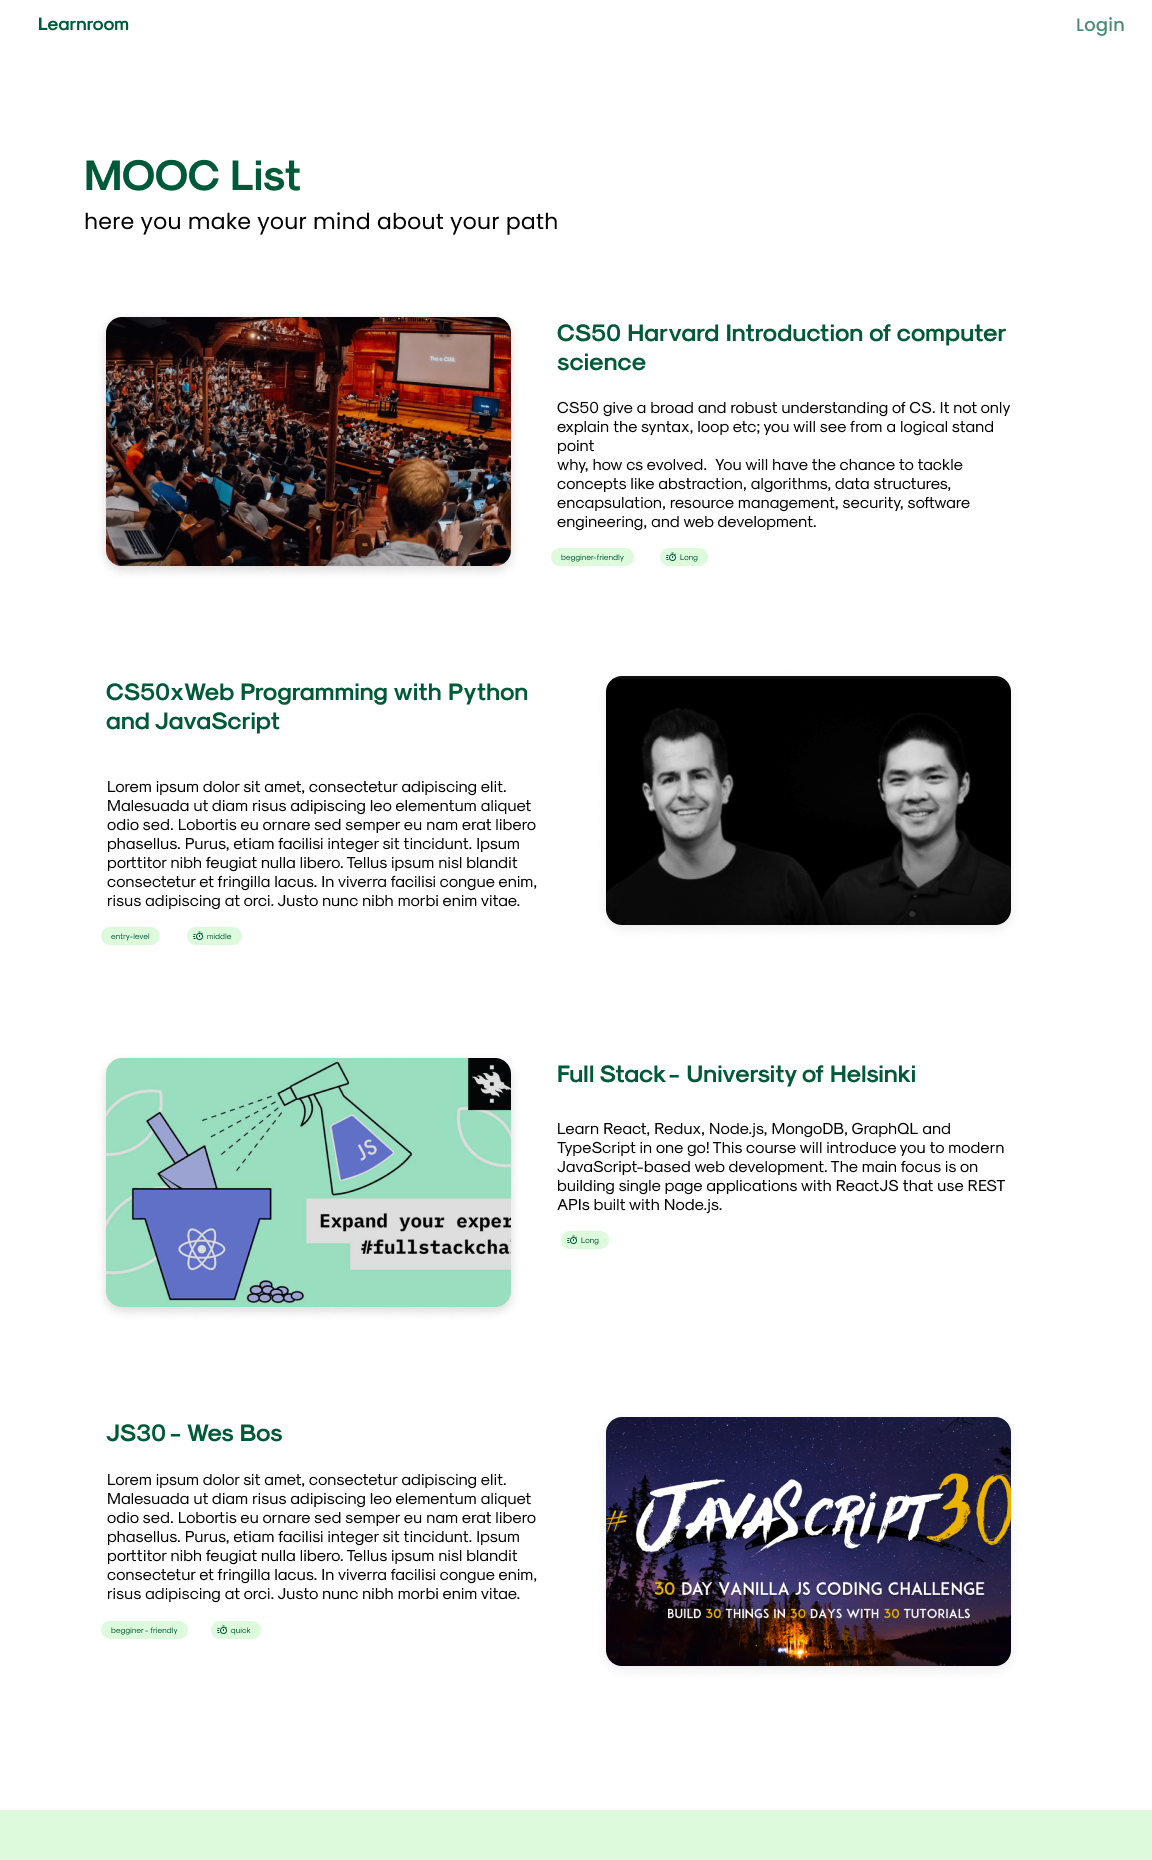 Learnroom
Login
MOOC List
here you make your mind about your path
This is CS50
CS50 Harvard Introduction of computer
science
CS50 give a broad and robust understanding of CS. It not only
explain the syntax, loop etc; you will see from a logical stand
point
why, how cs evolved.  You will have the chance to tackle
concepts like abstraction, algorithms, data structures,
encapsulation, resource management, security, software
engineering, and web development.
begginer-friendly
Long
CS50xWeb Programming with Python
and JavaScript
Lorem ipsum dolor sit amet, consectetur adipiscing elit.
Malesuada ut diam risus adipiscing leo elementum aliquet
odio sed. Lobortis eu ornare sed semper eu nam erat libero
phasellus. Purus, etiam facilisi integer sit tincidunt. Ipsum
porttitor nibh feugiat nulla libero. Tellus ipsum nisl blandit
consectetur et fringilla lacus. In viverra facilisi congue enim,
risus adipiscing at orci. Justo nunc nibh morbi enim vitae.
entry-level
middle
JS
Expand your exper
#fullstackcha
Full Stack - University of Helsinki
Learn React, Redux, Node.js, MongoDB, GraphQL and
TypeScript in one go! This course will introduce you to modern
JavaScript-based web development. The main focus is on
building single page applications with ReactJS that use REST
APIs built with Node.js.
Long
JS30 - Wes Bos
Lorem ipsum dolor sit amet, consectetur adipiscing elit.
Malesuada ut diam risus adipiscing leo elementum aliquet
odio sed. Lobortis eu ornare sed semper eu nam erat libero
phasellus. Purus, etiam facilisi integer sit tincidunt. Ipsum
porttitor nibh feugiat nulla libero. Tellus ipsum nisl blandit
consectetur et fringilla lacus. In viverra facilisi congue enim,
risus adipiscing at orci. Justo nunc nibh morbi enim vitae.
begginer - friendly
quick
#JAVASCRIPT30
30 DAY VANILLA JS CODING CHALLENGE
BUILD 30 THINGS IN 30 DAYS WITH 30 TUTORIALS